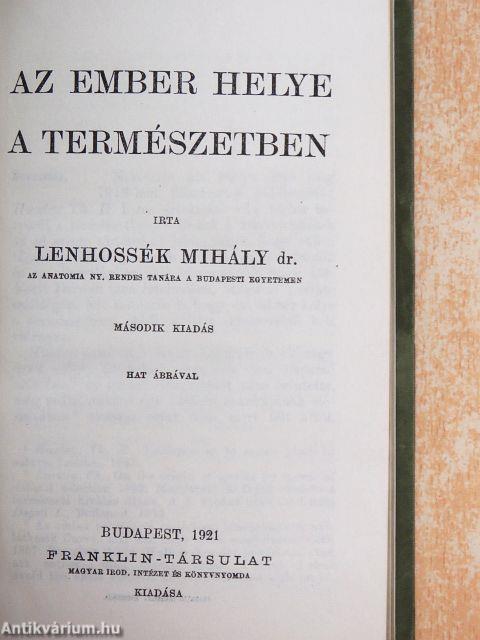 AZ EMBER HELYE
A TERMÉSZETBEN
IRTA
LENHOSSÉK MIHÁLY dr.
AZ ANATOMIA NY. RENDES TANÁRA A BUDAPESTI EGYETEMEN
MÁSODIK KIADÁS
HAT ÁBRÁVAL
BUDAPEST, 1921
FRANKLIN-TÁRSULAT
MAGYAR IROD. INTÉZET ÉS KÖNYVNYOMDA
KIADÁSA
Antikvárium.hu